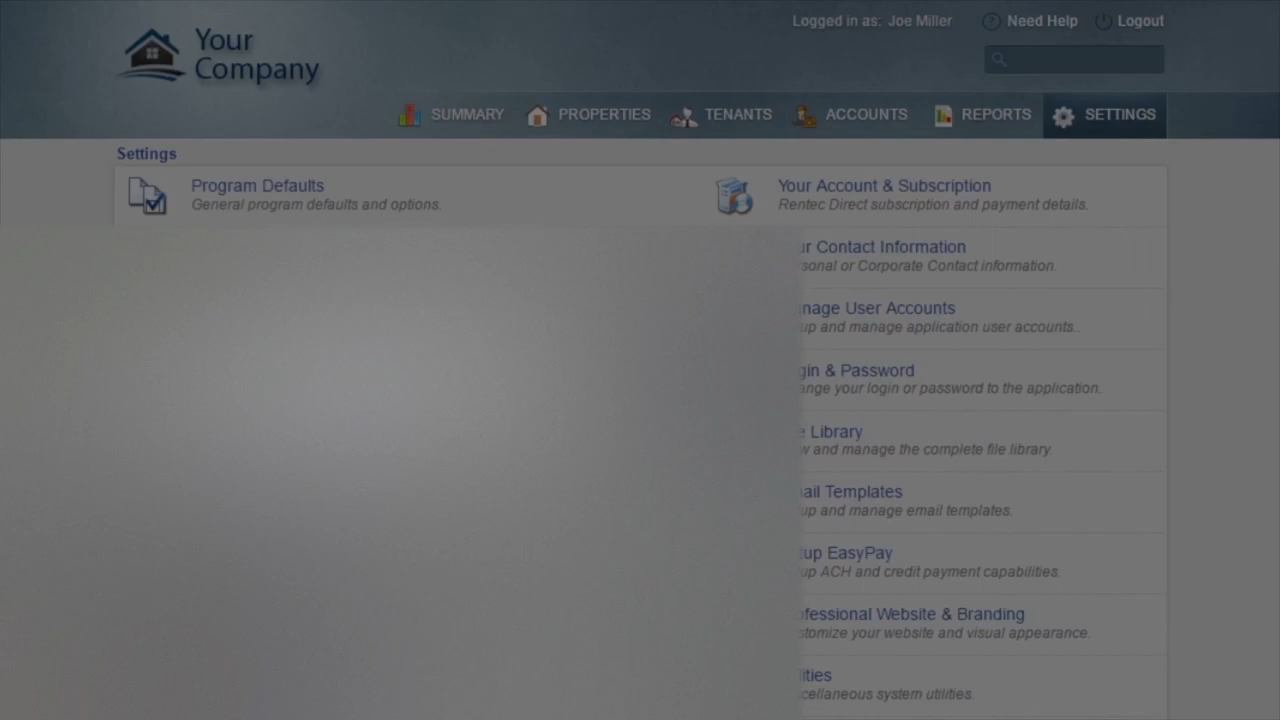 Your
Company
Logged in as: Joe Miller
Need Help
Logout
SUMMARY
PROPERTIES
TENANTS
ACCOUNTS
REPORTS
SETTINGS
Settings
Program Defaults
General program defaults and options.
Your Account & Subscription
Rentec Direct subscription and payment details.
ur Contact Information
sonal or Corporate Contact information.
nage User Accounts
up and manage application user accounts..
gin & Password
ange your login or password to the application.
e Library
w and manage the complete file library.
ail Templates
up and manage email templates.
tup EasyPay
up ACH and credit payment capabilities.
ofessional Website & Branding
stomize your website and visual appearance.
lities
cellaneous system utilities.